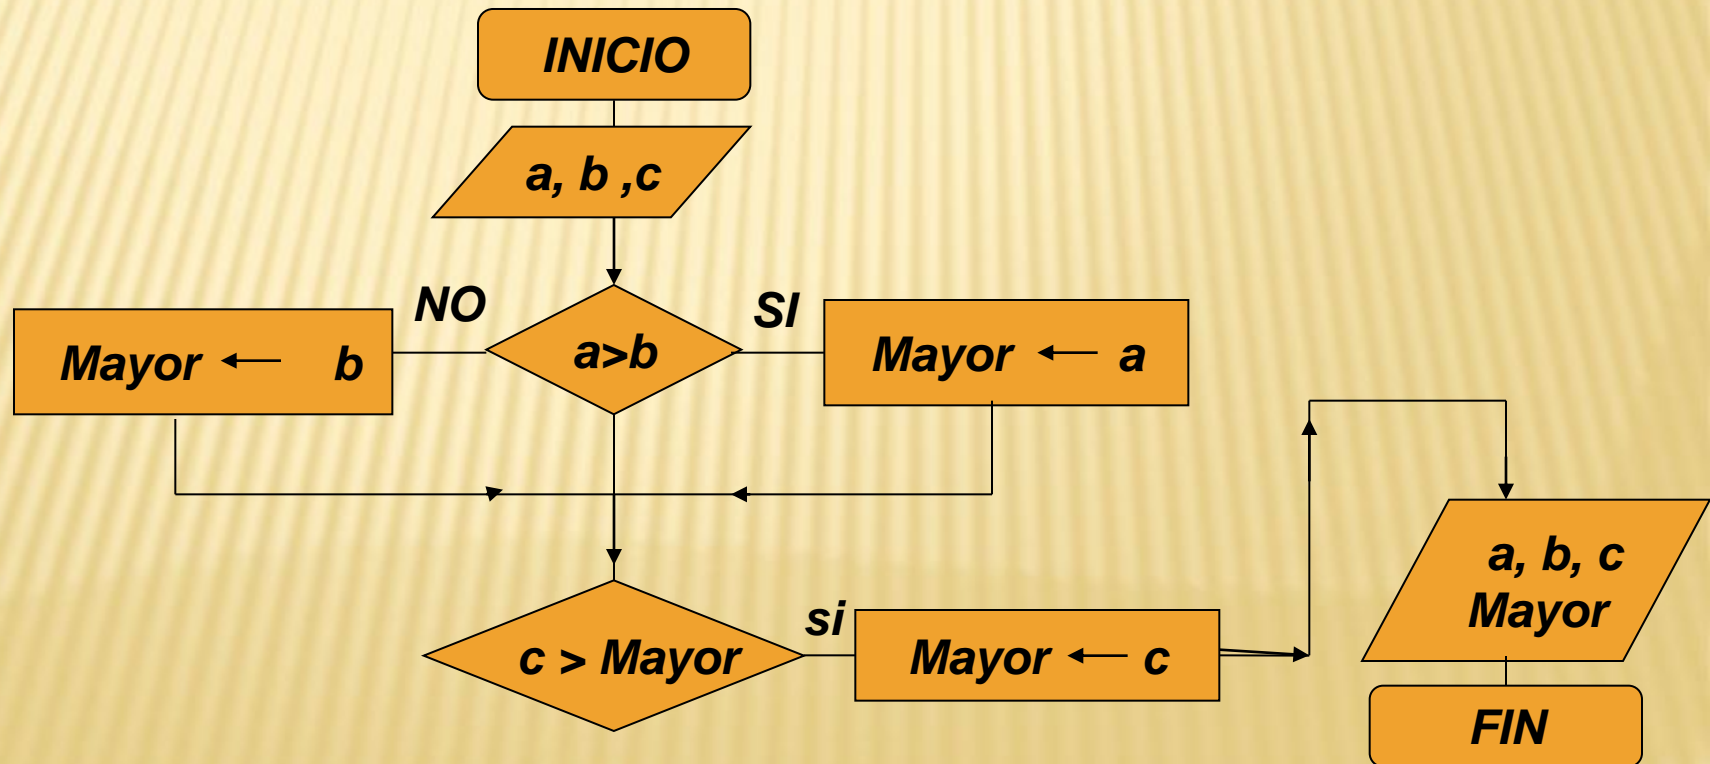 INICIO
a, b ,c
NO
SI
Mayor ← b
a>b
Mayor ← a
a, b, c
Mayor
si
c > Mayor
Mayor ← c
FIN